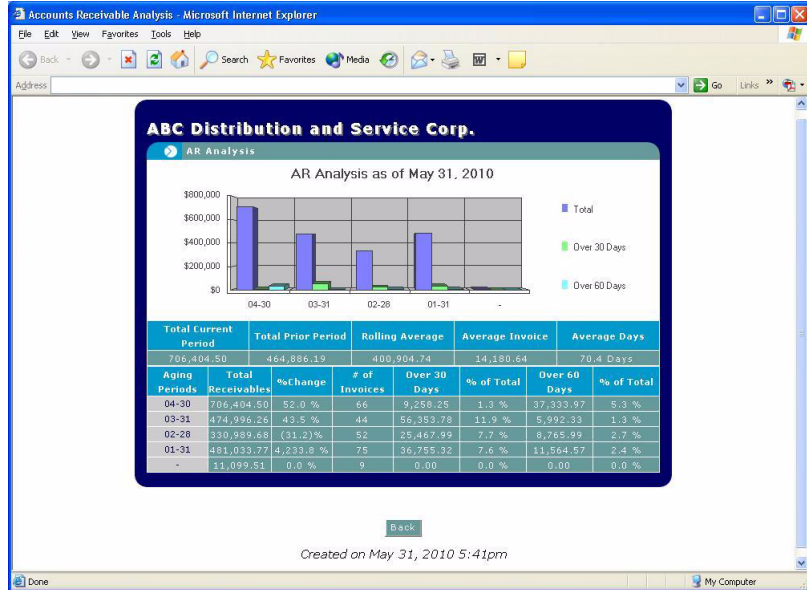 Accounts Receivable Analysis - Microsoft Internet Explorer
File Edit View Favorites Tools Help
Back Search Favorites Media
Address Go Links »
ABC Distribution and Service Corp.
AR Analysis
AR Analysis as of May 31, 2010
$800,000
$600,000
$400,000
$200,000
$0
04-30 03-31 02-28 01-31 -
Total
Over 30 Days
Over 60 Days
Total Current Period Total Prior Period Rolling Average Average Invoice Average Days
706,404.50 464,886.19 400,904.74 14,180.64 70.4 Days
Aging Periods Total Receivables %Change # of Invoices Over 30 Days % of Total Over 60 Days % of Total
04-30 706,404.50 52.0 % 66 9,258.25 1.3 % 37,333.97 5.3 %
03-31 474,996.26 43.5 % 44 56,353.78 11.9 % 5,992.33 1.3 %
02-28 330,989.68 (31.2)% 52 25,467.99 7.7 % 8,765.99 2.7 %
01-31 481,033.77 4,233.8 % 75 36,755.32 7.6 % 11,564.57 2.4 %
- 11,099.51 0.0 % 9 0.00 0.0 % 0.00 0.0 %
Back
Created on May 31, 2010 5:41pm
Done My Computer